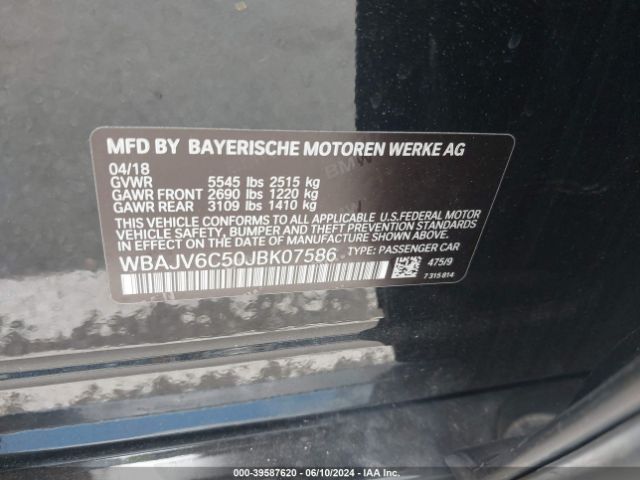 MFD BY BAYERISCHE MOTOREN WERKE AG
04/18
GVWR 5545 lbs 2515 kg
GAWR FRONT 2690 lbs 1220 kg
GAWR REAR 3109 lbs 1410 kg
THIS VEHICLE CONFORMS TO ALL APPLICABLE U.S.FEDERAL MOTOR
VEHICLE SAFETY, BUMPER AND THEFT PREVENTION STANDARDS
IN EFFECT ON THE DATE OF MANUFACTURE SHOWN ABOVE.
WBAJV6C50JBK07586 TYPE: PASSENGER CAR
475/9
7 315 814
000-39587620 / 06/10/2024 / IAA Inc.